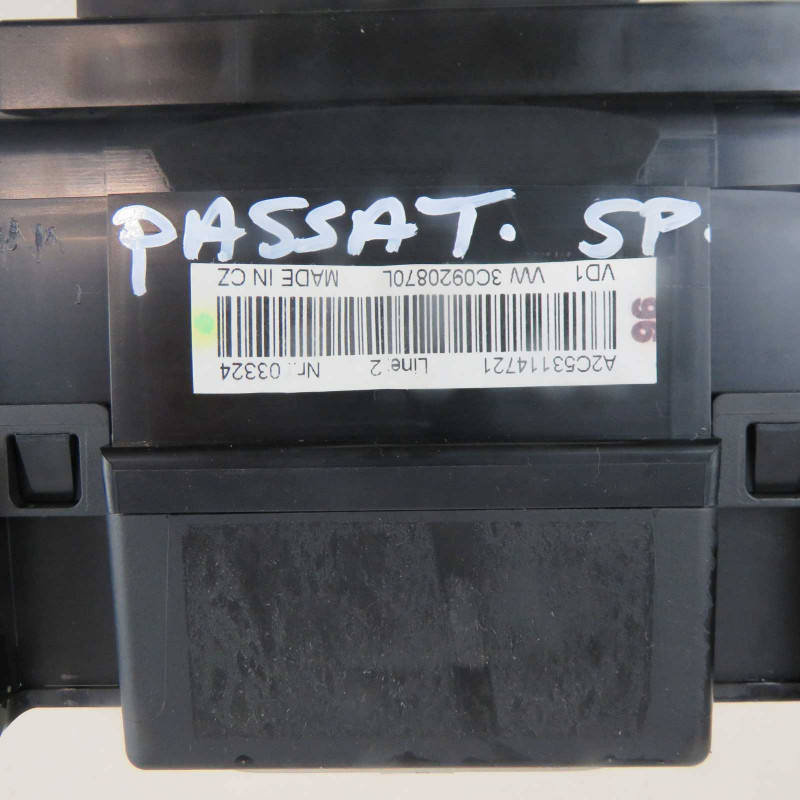 PASSAT. SP.
A2C53114721 Line: 2 Nr.: 03324
VD1 VW 3C0920870L MADE IN CZ
96